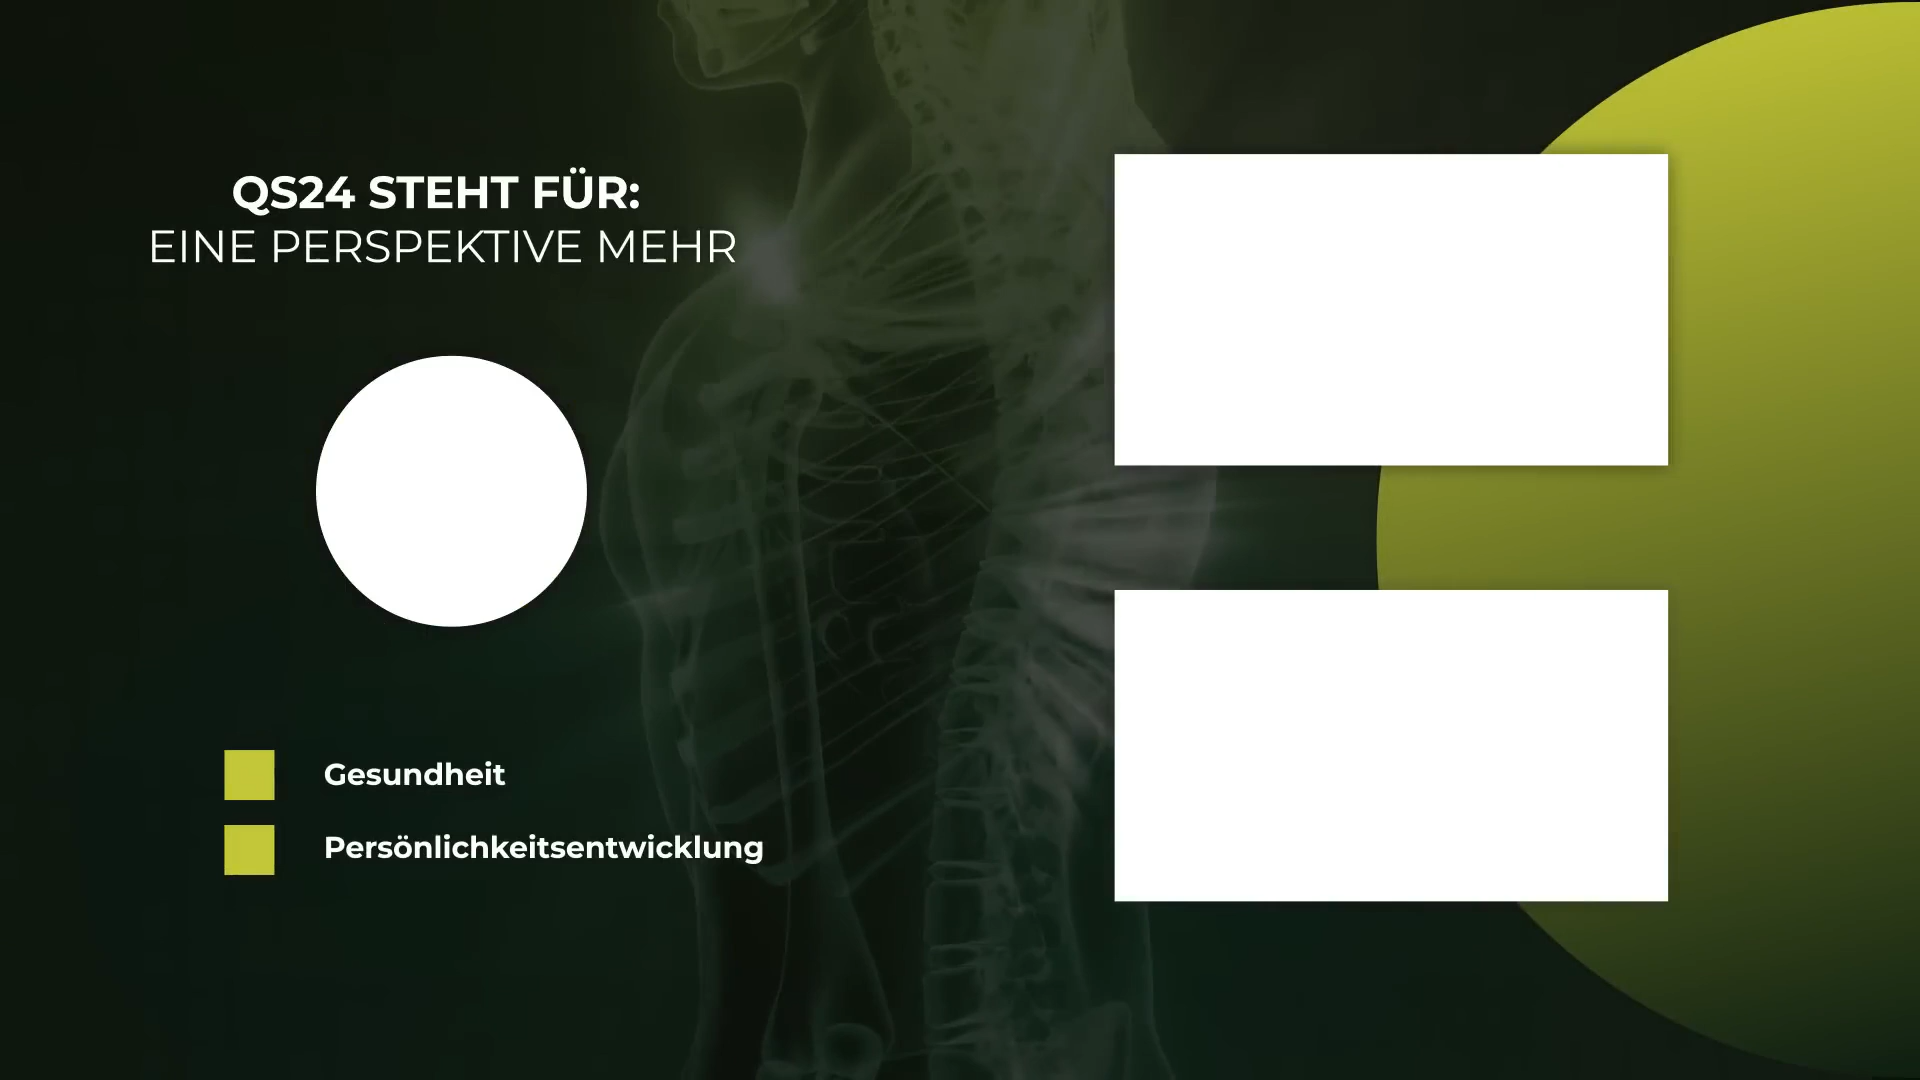 QS24 STEHT FÜR:
EINE PERSPEKTIVE MEHR
Gesundheit
Persönlichkeitsentwicklung